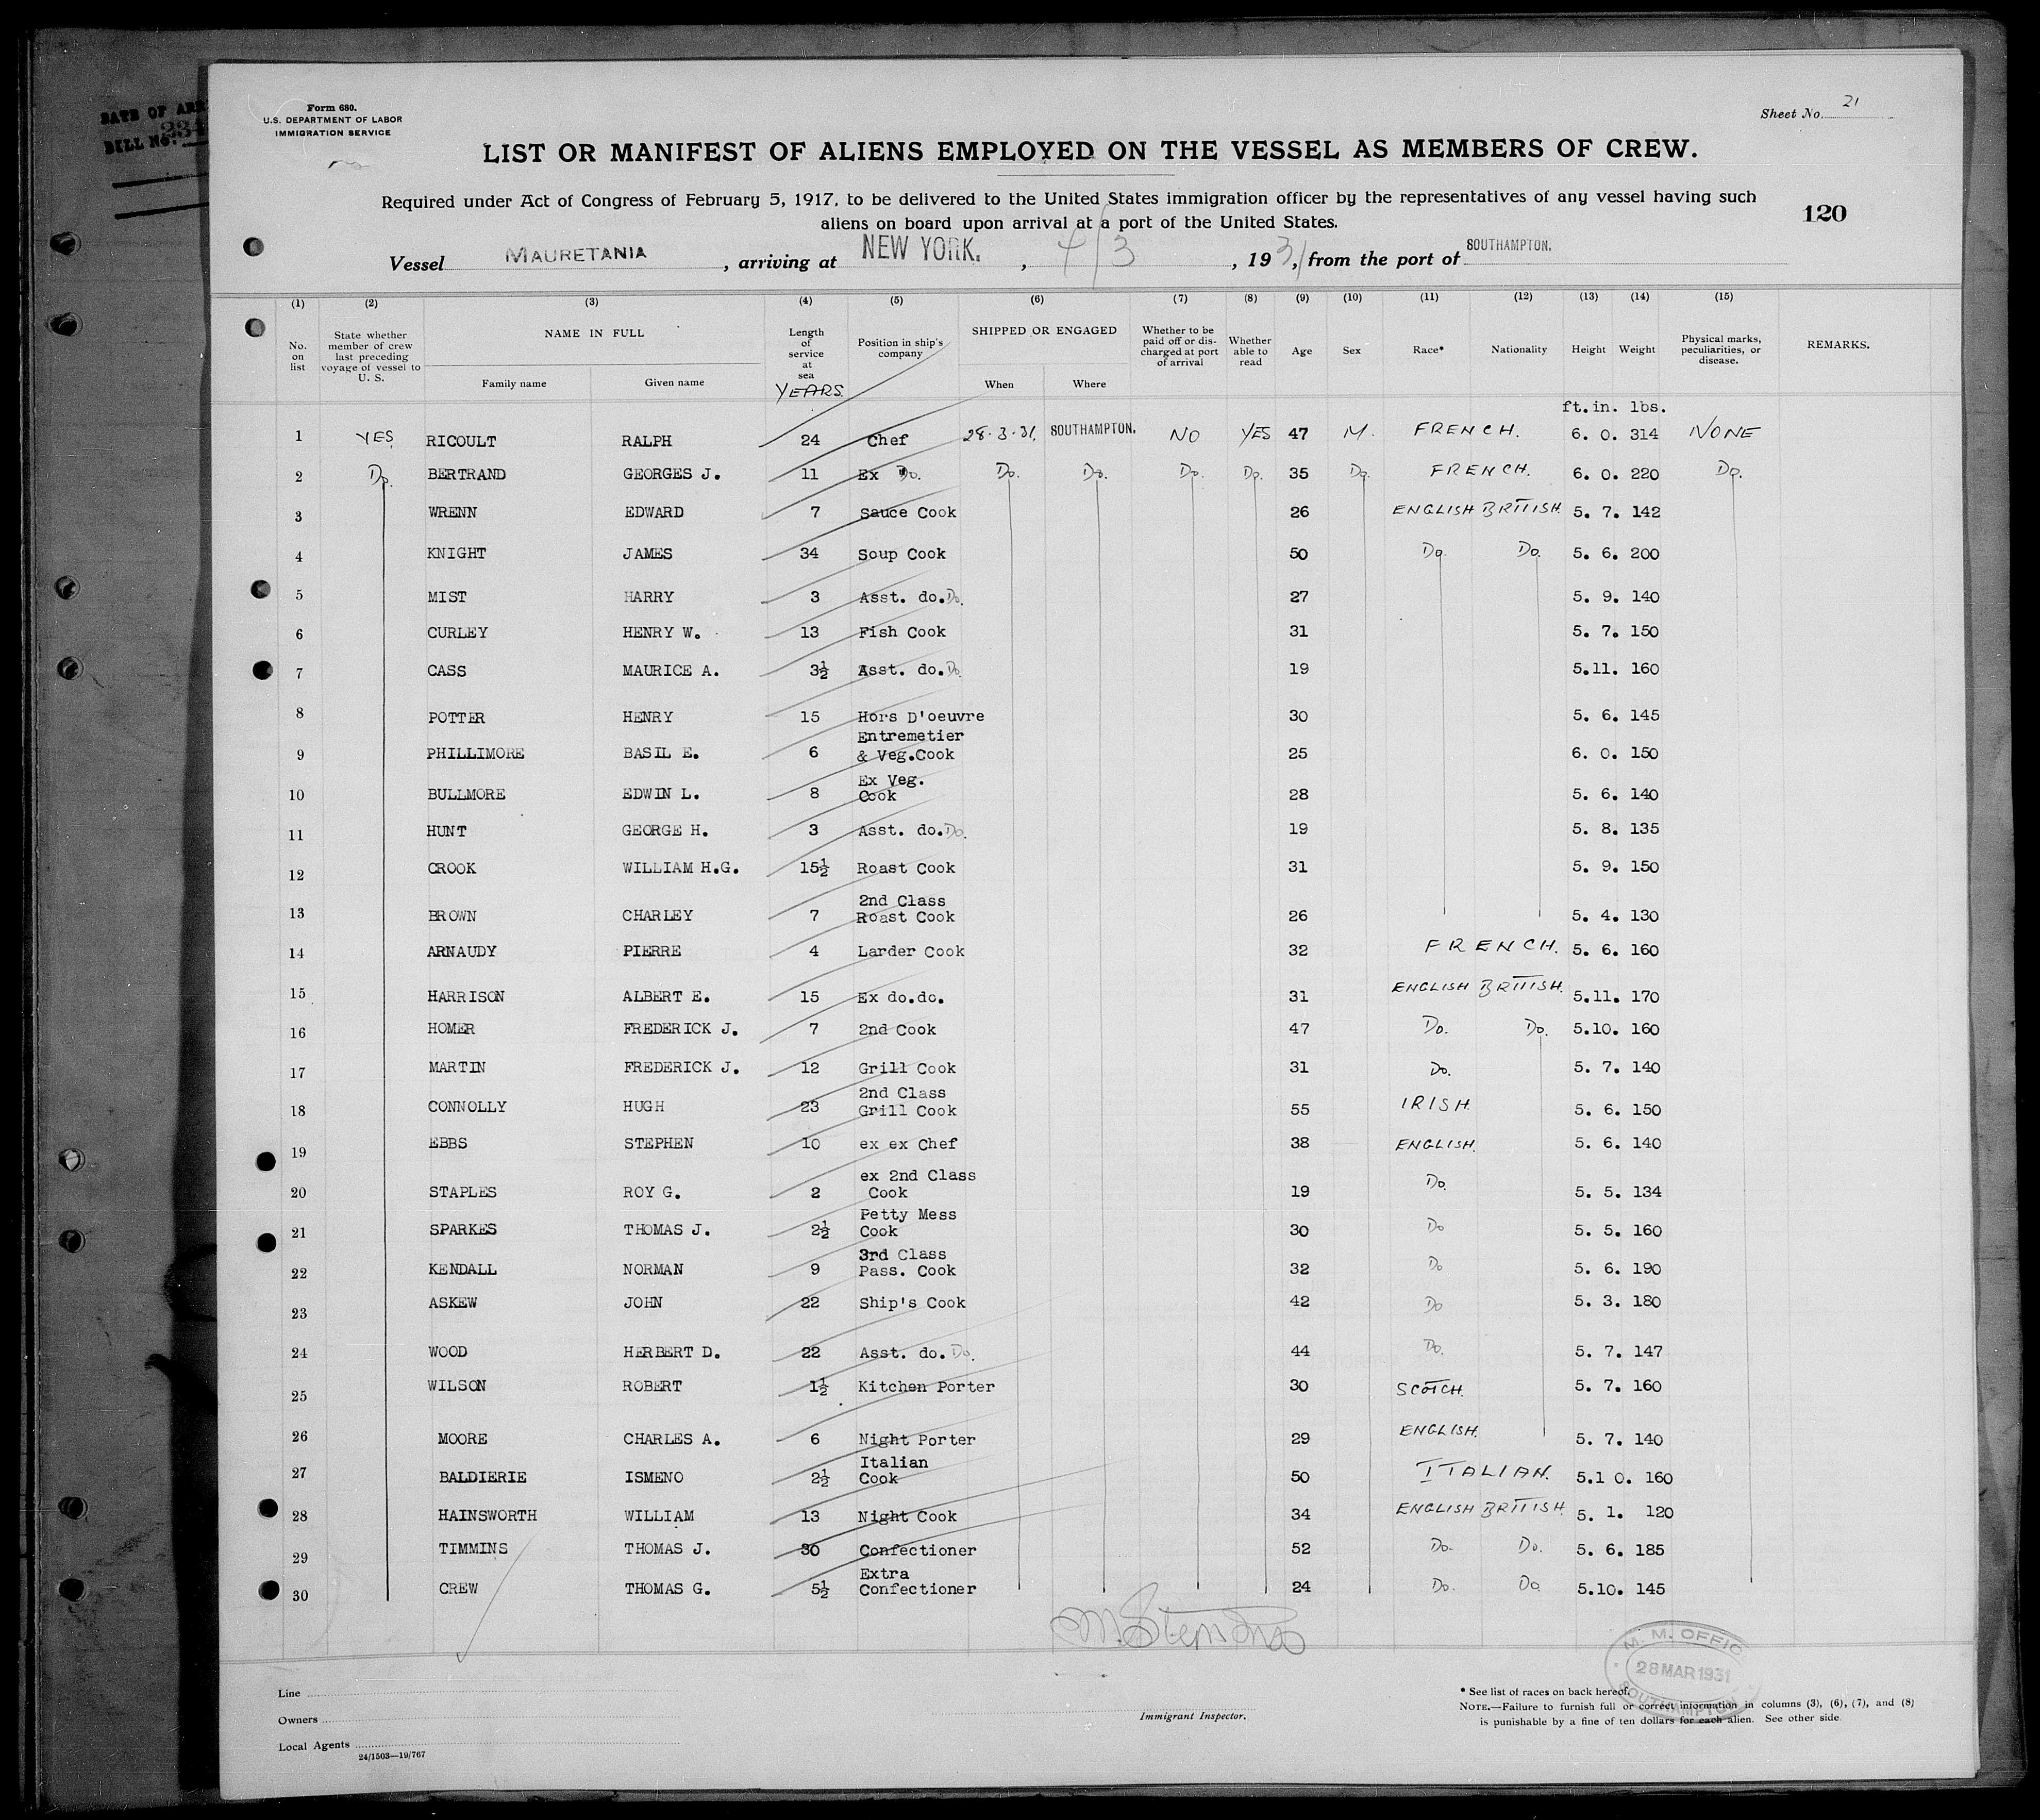 DATE OF ARR
BILL No. 234
Form 680.
U.S. DEPARTMENT OF LABOR
IMMIGRATION SERVICE
Sheet No. 21
LIST OR MANIFEST OF ALIENS EMPLOYED ON THE VESSEL AS MEMBERS OF CREW.
Required under Act of Congress of February 5, 1917, to be delivered to the United States immigration officer by the representatives of any vessel having such
aliens on board upon arrival at a port of the United States.
120
Vessel MAURETANIA, arriving at NEW YORK., 4/3, 1931, from the port of SOUTHAMPTON.
(1) (2) (3) (4) (5) (6) (7) (8) (9) (10) (11) (12) (13) (14) (15)
No. on list State whether member of crew last preceding voyage of vessel to U. S. NAME IN FULL Family name Given name Length of service at sea YEARS. Position in ship's company SHIPPED OR ENGAGED When Where Whether to be paid off or discharged at port of arrival Whether able to read Age Sex Race* Nationality Height Weight Physical marks, peculiarities, or disease. REMARKS.
ft. in. lbs.
1 YES RICOULT RALPH 24 Chef 28.3.31. SOUTHAMPTON. NO YES 47 M. FRENCH. 6. 0. 314 NONE
2 Do. BERTRAND GEORGES J. 11 Ex Do. Do. Do. Do. Do. 35 Do. FRENCH. 6. 0. 220 Do.
3 WRENN EDWARD 7 Sauce Cook 26 ENGLISH BRITISH. 5. 7. 142
4 KNIGHT JAMES 34 Soup Cook 50 Do. Do. 5. 6. 200
5 MIST HARRY 3 Asst. do. Do. 27 5. 9. 140
6 CURLEY HENRY W. 13 Fish Cook 31 5. 7. 150
7 CASS MAURICE A. 3½ Asst. do. Do. 19 5.11. 160
8 POTTER HENRY 15 Hors D'oeuvre 30 5. 6. 145
9 PHILLIMORE BASIL E. 6 Entremetier & Veg.Cook 25 6. 0. 150
10 BULLMORE EDWIN L. 8 Ex Veg. Cook 28 5. 6. 140
11 HUNT GEORGE H. 3 Asst. do. Do. 19 5. 8. 135
12 CROOK WILLIAM H.G. 15½ Roast Cook 31 5. 9. 150
13 BROWN CHARLEY 7 2nd Class Roast Cook 26 5. 4. 130
14 ARNAUDY PIERRE 4 Larder Cook 32 FRENCH. 5. 6. 160
15 HARRISON ALBERT E. 15 Ex do.do. 31 ENGLISH BRITISH. 5.11. 170
16 HOMER FREDERICK J. 7 2nd Cook 47 Do. Do. 5.10. 160
17 MARTIN FREDERICK J. 12 Grill Cook 31 Do. 5. 7. 140
18 CONNOLLY HUGH 23 2nd Class Grill Cook 55 IRISH. 5. 6. 150
19 EBBS STEPHEN 10 ex ex Chef 38 ENGLISH. 5. 6. 140
20 STAPLES ROY G. 2 ex 2nd Class Cook 19 Do. 5. 5. 134
21 SPARKES THOMAS J. 2½ Petty Mess Cook 30 Do 5. 5. 160
22 KENDALL NORMAN 9 3rd Class Pass. Cook 32 Do 5. 6. 190
23 ASKEW JOHN 22 Ship's Cook 42 Do 5. 3. 180
24 WOOD HERBERT D. 22 Asst. do. Do. 44 Do. 5. 7. 147
25 WILSON ROBERT 1½ Kitchen Porter 30 SCOTCH. 5. 7. 160
26 MOORE CHARLES A. 6 Night Porter 29 ENGLISH. 5. 7. 140
27 BALDIERIE ISMENO 2½ Italian Cook 50 ITALIAN. 5.1 0. 160
28 HAINSWORTH WILLIAM 13 Night Cook 34 ENGLISH BRITISH. 5. 1. 120
29 TIMMINS THOMAS J. 30 Confectioner 52 Do. Do. 5. 6. 185
30 CREW THOMAS G. 5½ Extra Confectioner 24 Do. Do. 5.10. 145
M. M. OFFIC
28 MAR 1931
SOUTHAMPTON
Line
Owners
Local Agents
24/1503—19/767
Immigrant Inspector.
* See list of races on back hereof.
NOTE.—Failure to furnish full or correct information in columns (3), (6), (7), and (8)
is punishable by a fine of ten dollars for each alien. See other side.